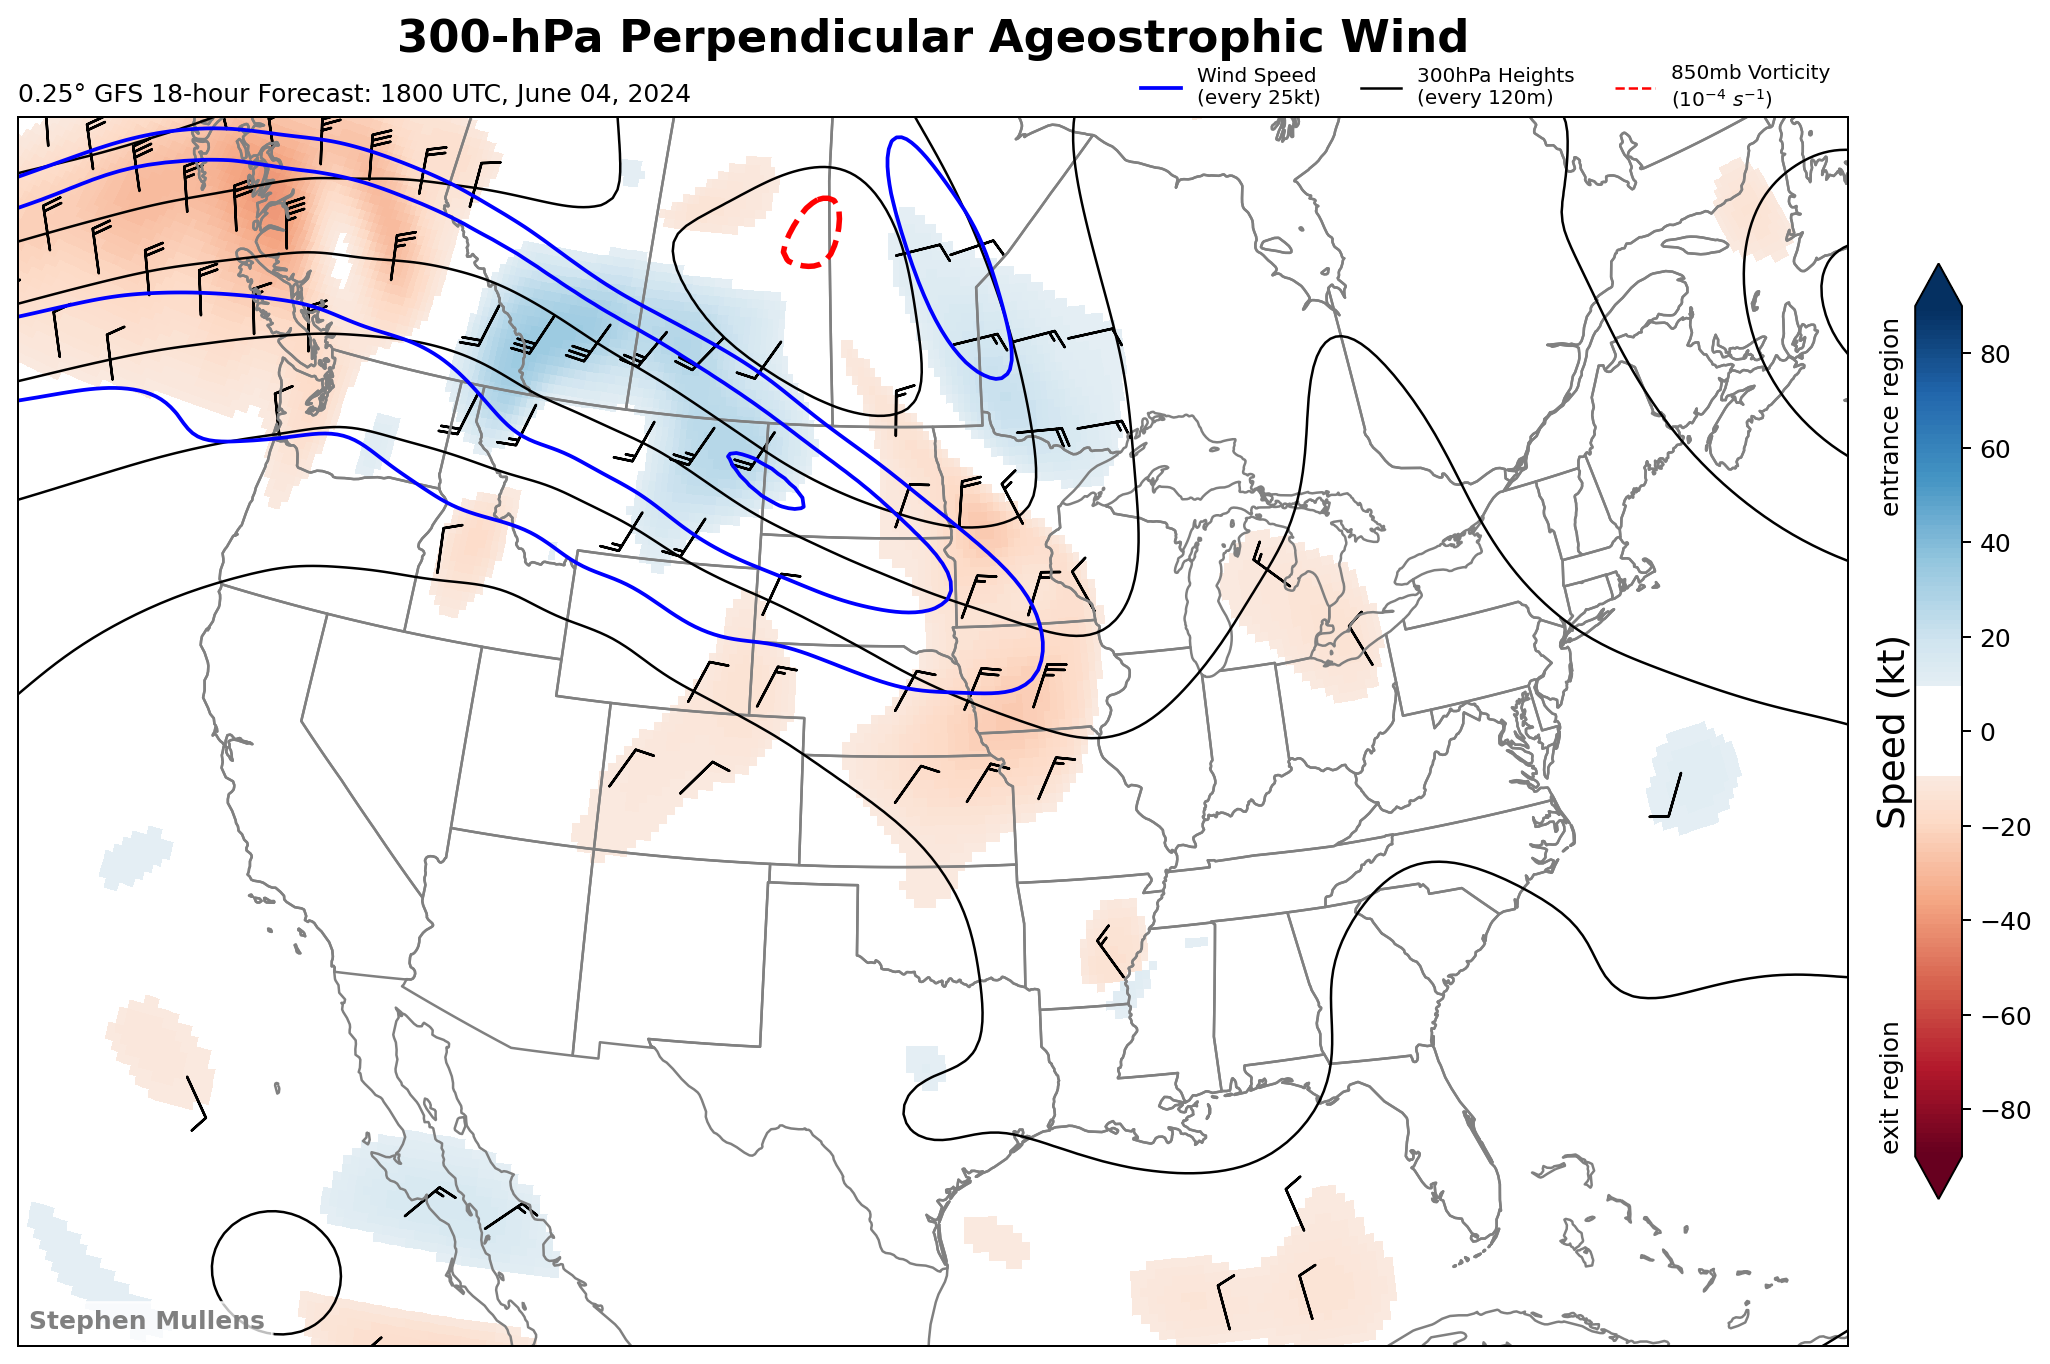 300-hPa Perpendicular Ageostrophic Wind
0.25° GFS 18-hour Forecast: 1800 UTC, June 04, 2024
Wind Speed
(every 25kt)
300hPa Heights
(every 120m)
850mb Vorticity
(10⁻⁴ s⁻¹)
entrance region
Speed (kt)
exit region
80
60
40
20
0
−20
−40
−60
−80
Stephen Mullens